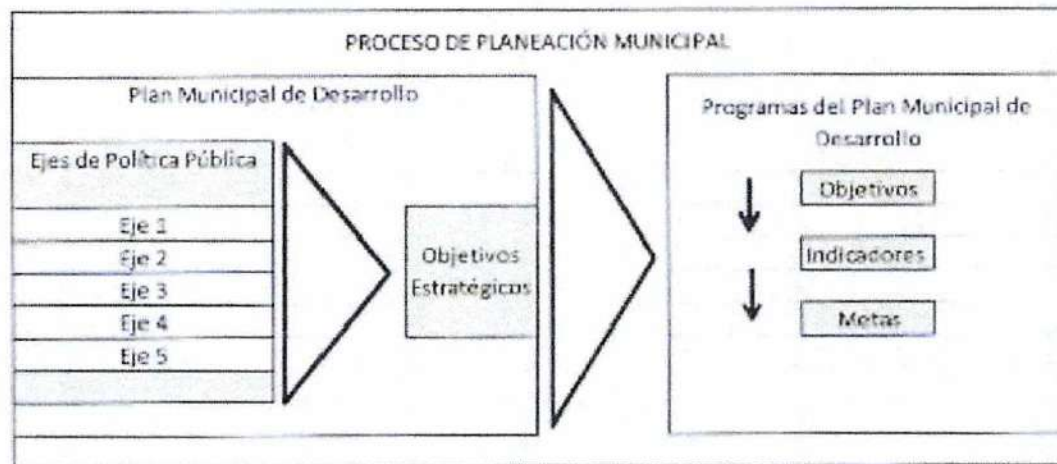 PROCESO DE PLANEACIÓN MUNICIPAL
Plan Municipal de Desarrollo
Ejes de Política Pública
Eje 1
Eje 2
Eje 3
Eje 4
Eje 5
Objetivos
Estratégicos
Programas del Plan Municipal de
Desarrollo
Objetivos
Indicadores
Metas